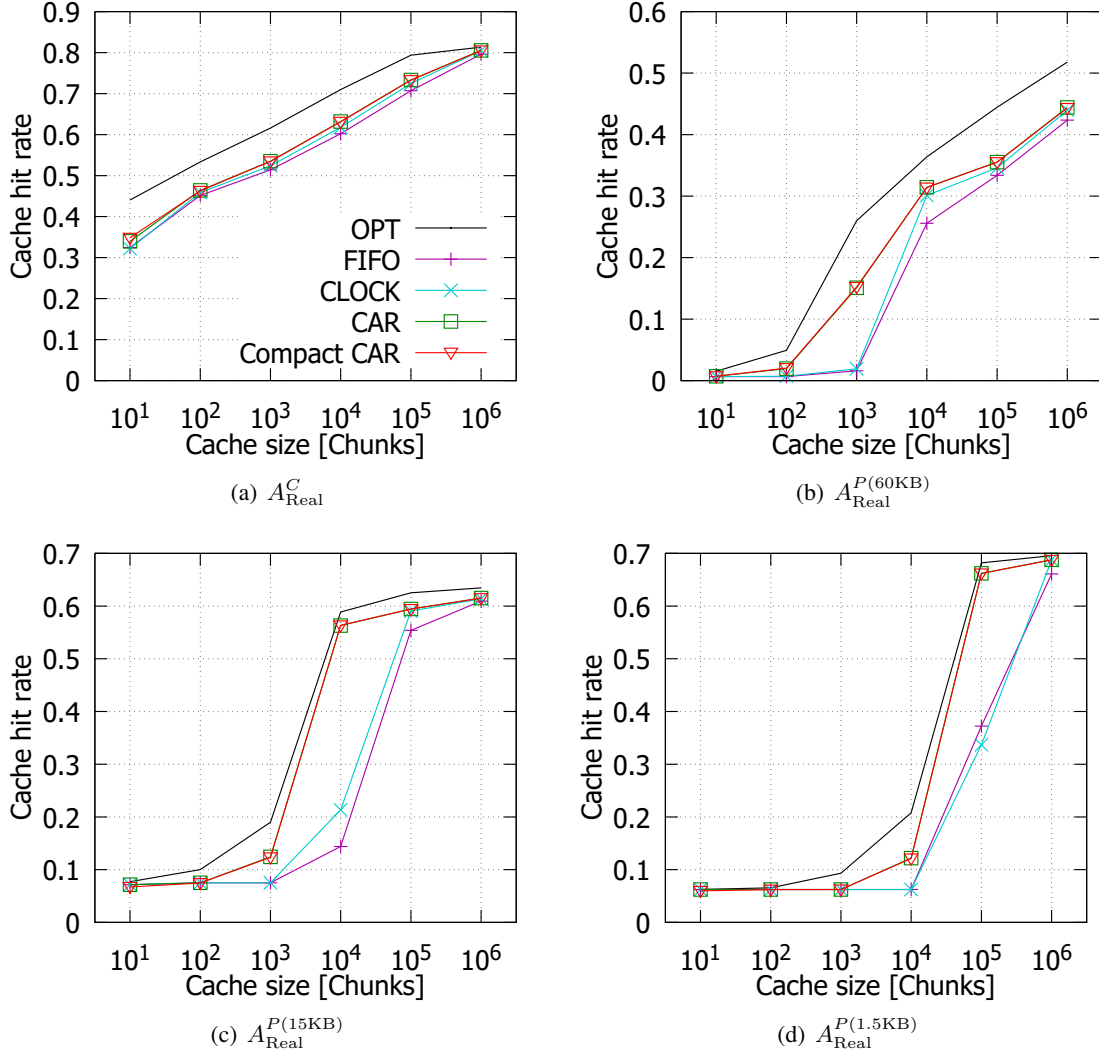 0.9
0.8
0.7
0.6
0.5
0.4
0.3
0.2
0.1
0
Cache hit rate
OPT
FIFO
CLOCK
CAR
Compact CAR
10^1 10^2 10^3 10^4 10^5 10^6
Cache size [Chunks]
(a) A^C_Real
0.6
0.5
0.4
0.3
0.2
0.1
0
Cache hit rate
10^1 10^2 10^3 10^4 10^5 10^6
Cache size [Chunks]
(b) A^P(60KB)_Real
0.7
0.6
0.5
0.4
0.3
0.2
0.1
0
Cache hit rate
10^1 10^2 10^3 10^4 10^5 10^6
Cache size [Chunks]
(c) A^P(15KB)_Real
0.7
0.6
0.5
0.4
0.3
0.2
0.1
0
Cache hit rate
10^1 10^2 10^3 10^4 10^5 10^6
Cache size [Chunks]
(d) A^P(1.5KB)_Real